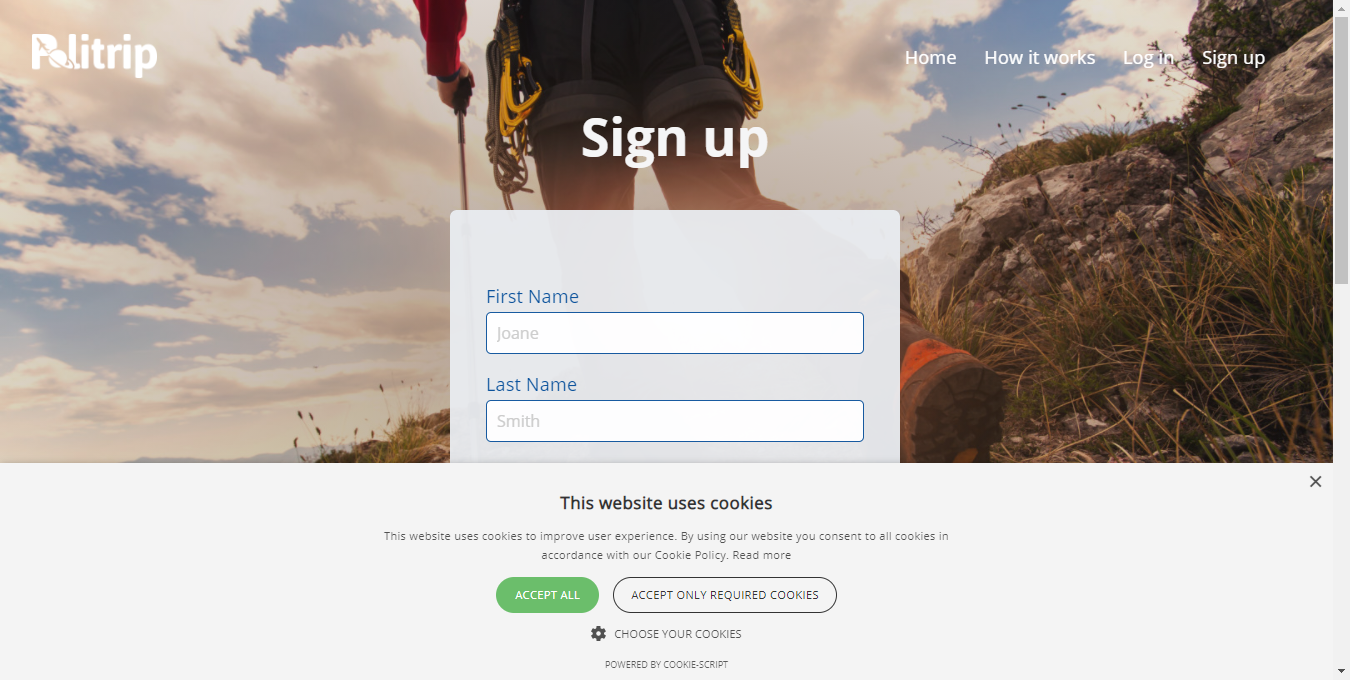 Politrip
Home How it works Log in Sign up
Sign up
First Name
Joane
Last Name
Smith
This website uses cookies
This website uses cookies to improve user experience. By using our website you consent to all cookies in
accordance with our Cookie Policy. Read more
ACCEPT ALL ACCEPT ONLY REQUIRED COOKIES
CHOOSE YOUR COOKIES
POWERED BY COOKIE-SCRIPT